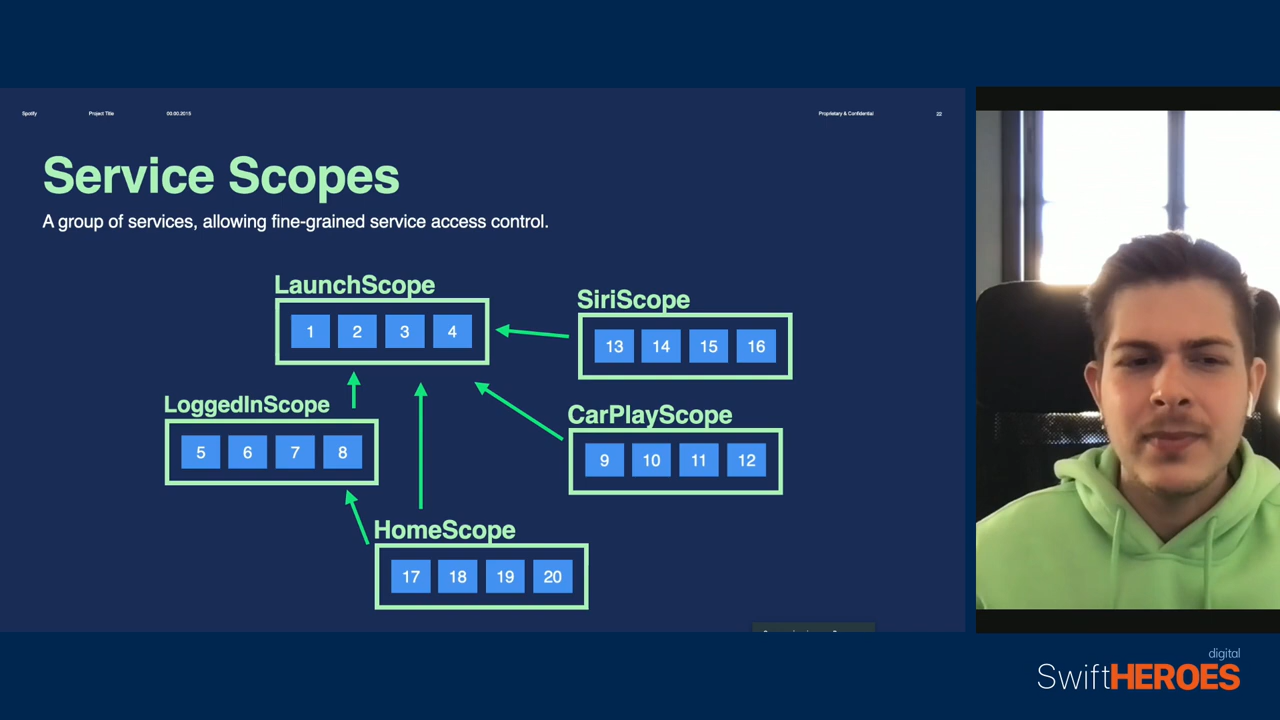 Spotify Project Title 00.00.2015 Proprietary & Confidential 22
Service Scopes
A group of services, allowing fine-grained service access control.
LaunchScope
1 2 3 4
SiriScope
13 14 15 16
LoggedInScope
5 6 7 8
CarPlayScope
9 10 11 12
HomeScope
17 18 19 20
digital
SwiftHEROES